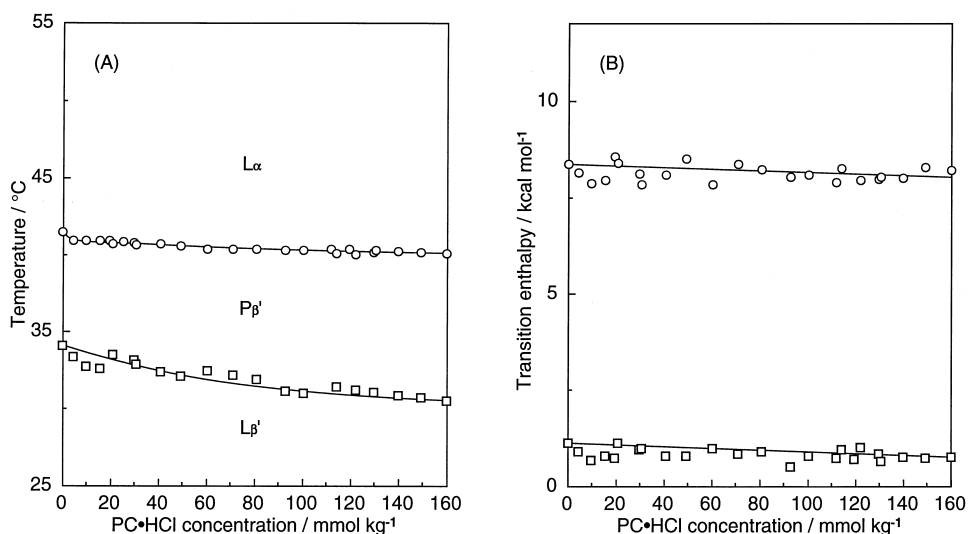 (A)
55
45
35
25
Temperature / °C
Lα
Pβ'
Lβ'
0 20 40 60 80 100 120 140 160
PC•HCl concentration / mmol kg-1
(B)
10
5
0
Transition enthalpy / kcal mol-1
0 20 40 60 80 100 120 140 160
PC•HCl concentration / mmol kg-1